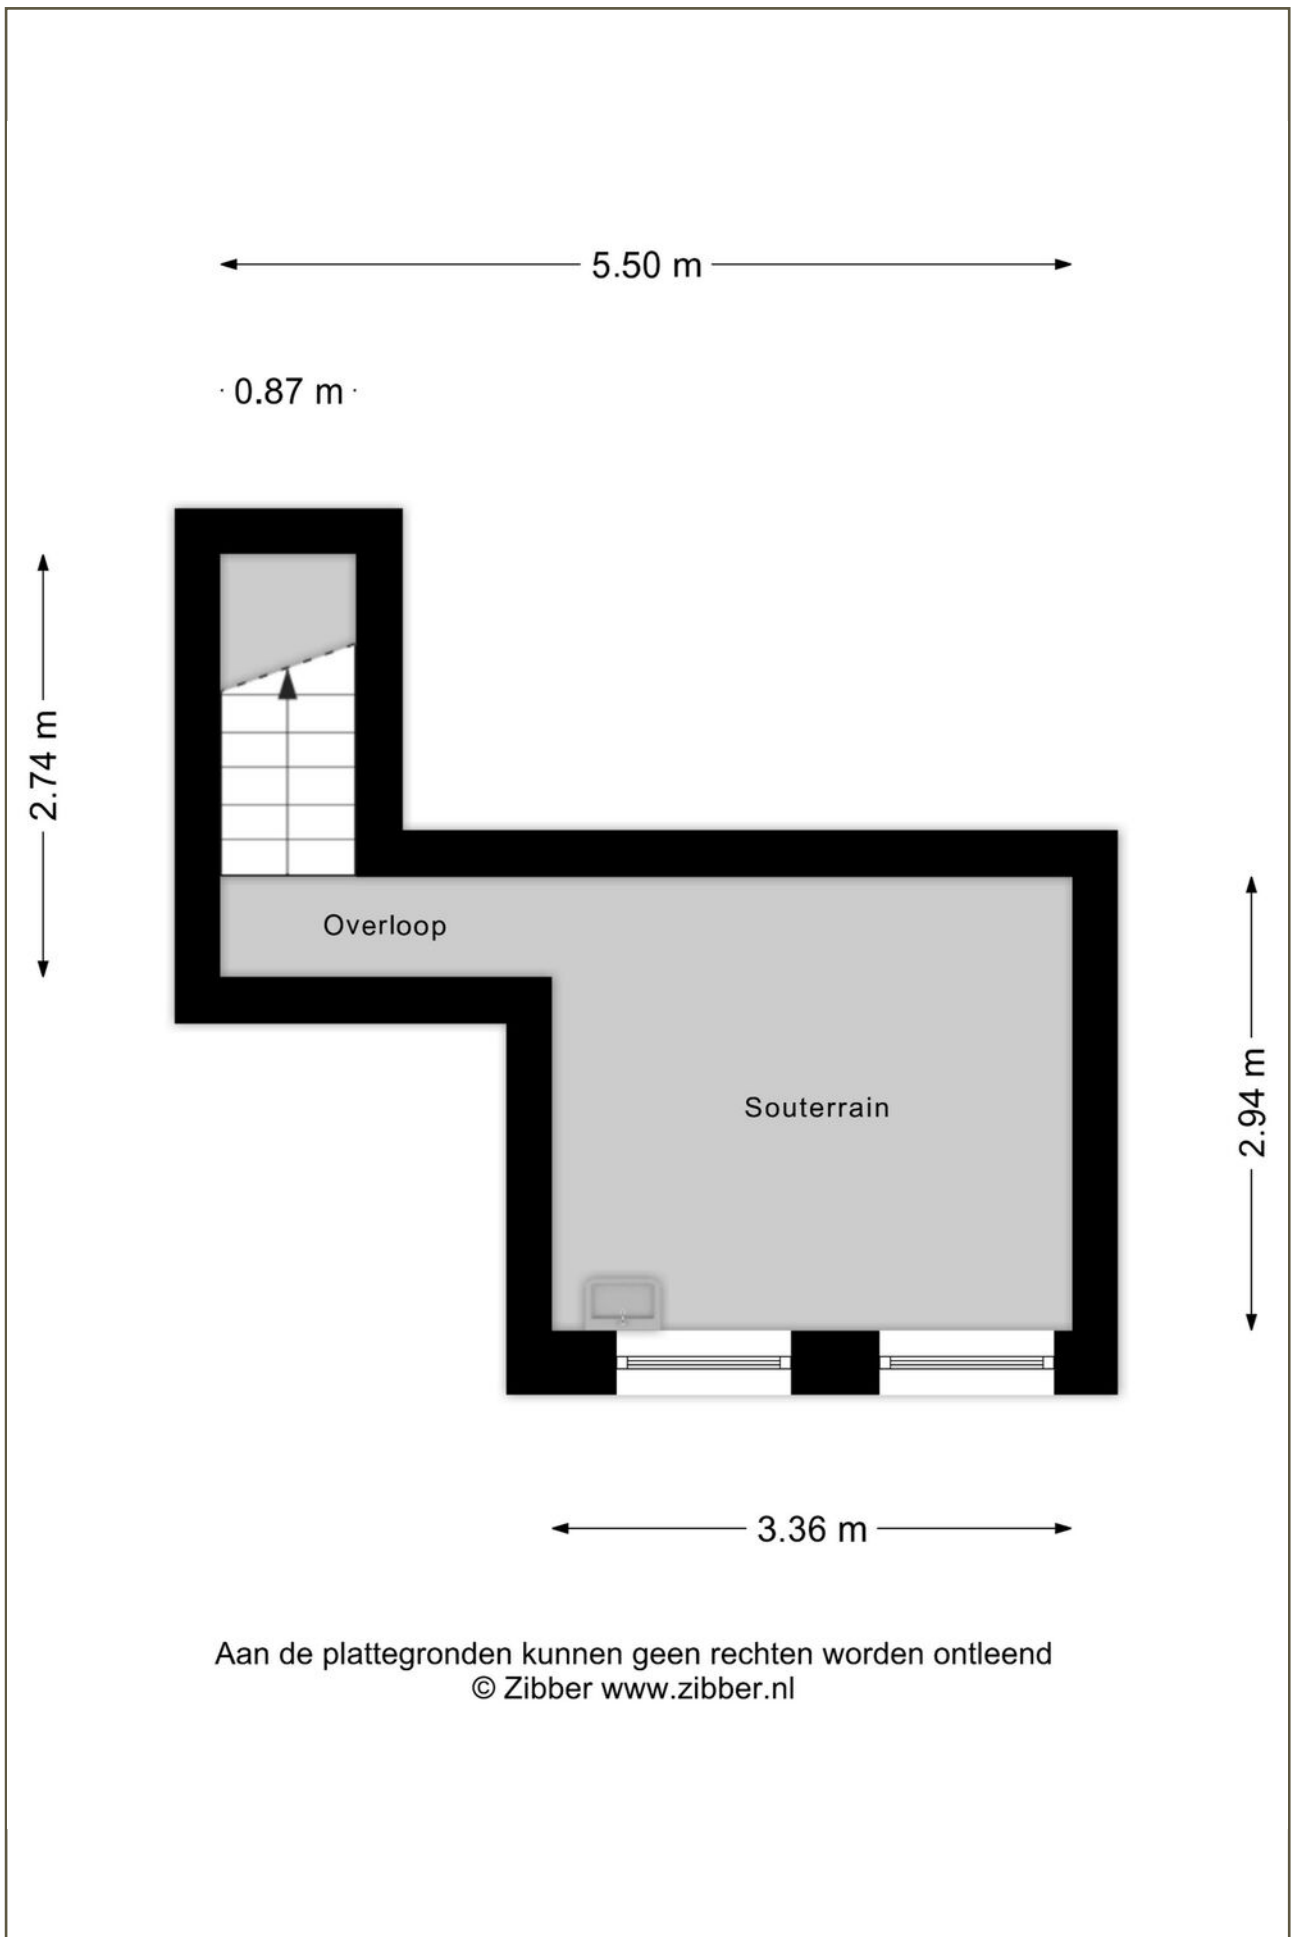 5.50 m
0.87 m
2.74 m
Overloop
Souterrain
2.94 m
3.36 m
Aan de plattegronden kunnen geen rechten worden ontleend
© Zibber www.zibber.nl